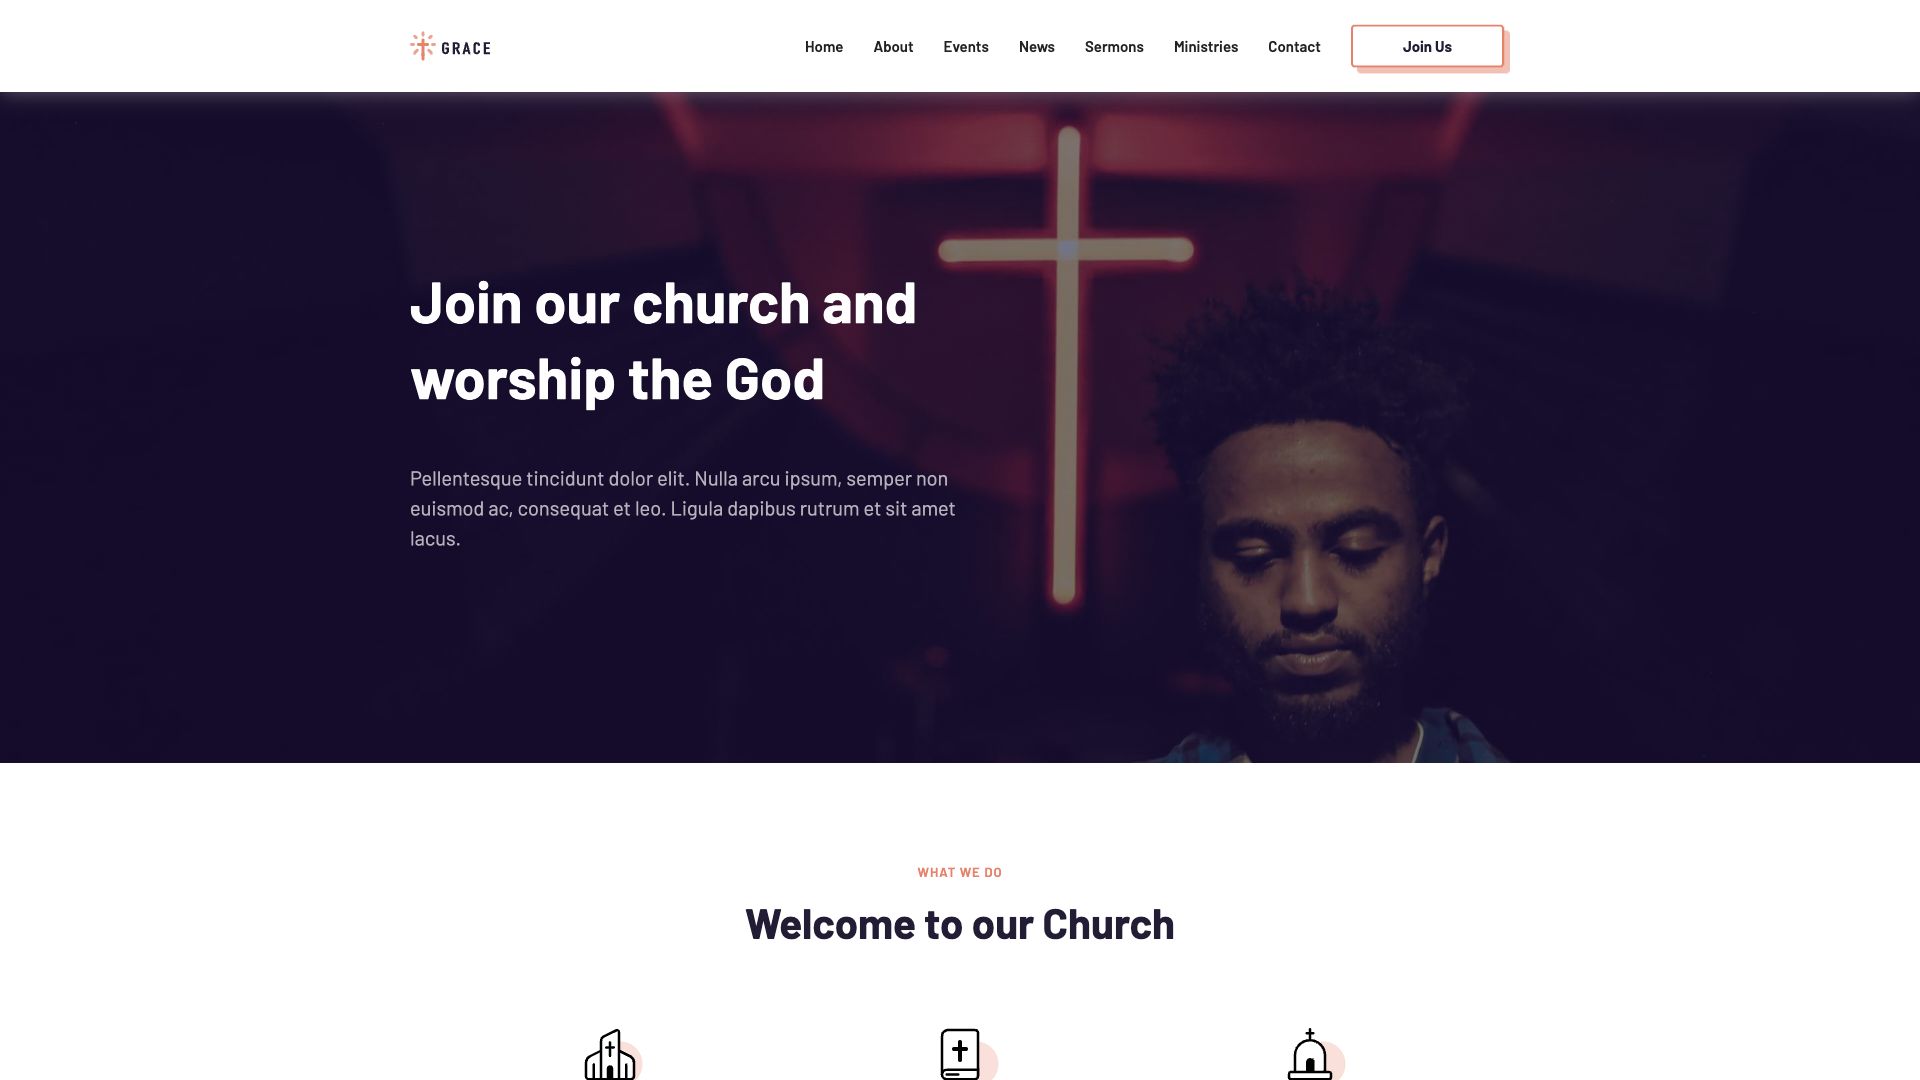 GRACE
Home
About
Events
News
Sermons
Ministries
Contact
Join Us
Join our church and
worship the God
Pellentesque tincidunt dolor elit. Nulla arcu ipsum, semper non
euismod ac, consequat et leo. Ligula dapibus rutrum et sit amet
lacus.
WHAT WE DO
Welcome to our Church